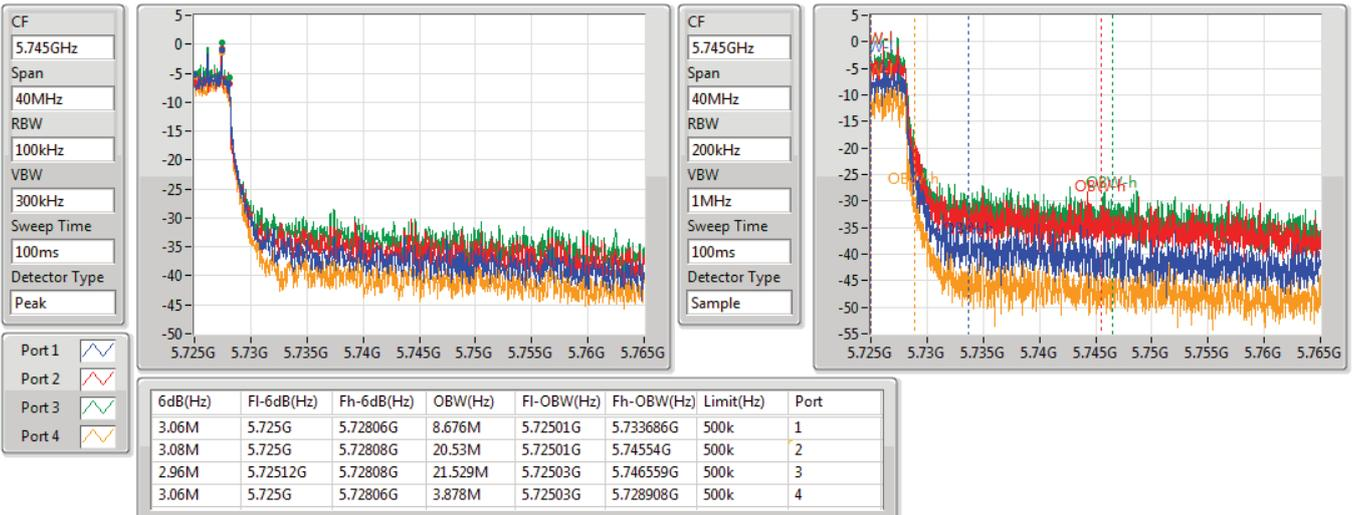 CF
5.745GHz
Span
40MHz
RBW
100kHz
VBW
300kHz
Sweep Time
100ms
Detector Type
Peak
Port 1
Port 2
Port 3
Port 4
5
0
-5
-10
-15
-20
-25
-30
-35
-40
-45
-50
5.725G 5.73G 5.735G 5.74G 5.745G 5.75G 5.755G 5.76G 5.765G
CF
5.745GHz
Span
40MHz
RBW
200kHz
VBW
1MHz
Sweep Time
100ms
Detector Type
Sample
5
0
-5
-10
-15
-20
-25
-30
-35
-40
-45
-50
-55
5.725G 5.73G 5.735G 5.74G 5.745G 5.75G 5.755G 5.76G 5.765G
6dB(Hz) Fl-6dB(Hz) Fh-6dB(Hz) OBW(Hz) Fl-OBW(Hz) Fh-OBW(Hz) Limit(Hz) Port
3.06M 5.725G 5.72806G 8.676M 5.72501G 5.733686G 500k 1
3.08M 5.725G 5.72808G 20.53M 5.72501G 5.74554G 500k 2
2.96M 5.72512G 5.72808G 21.529M 5.72503G 5.746559G 500k 3
3.06M 5.725G 5.72806G 3.878M 5.72503G 5.728908G 500k 4